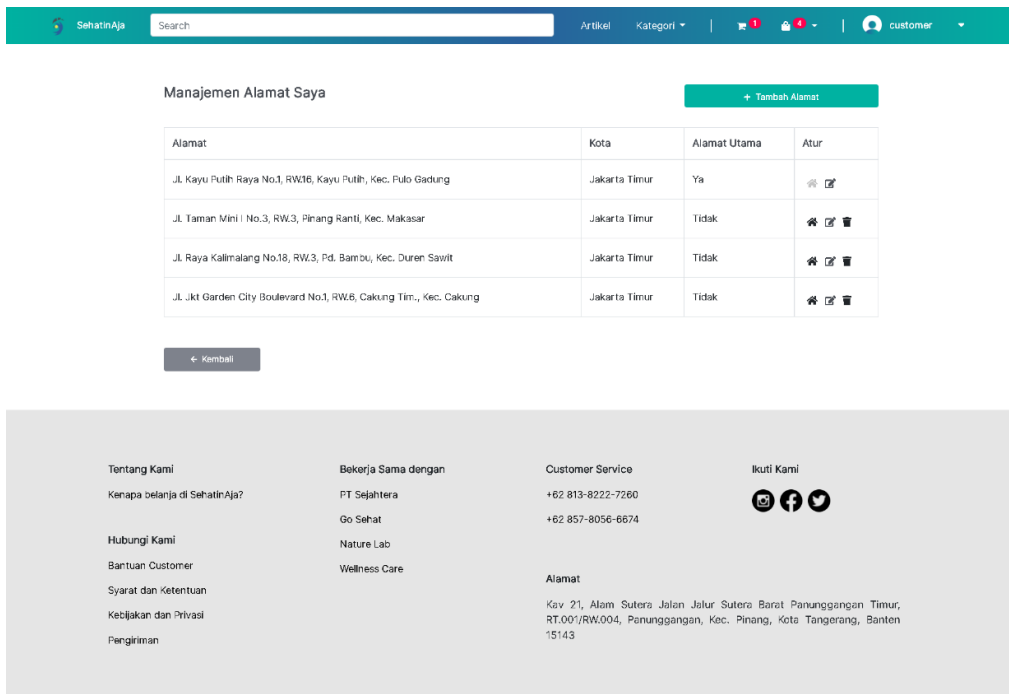 SehatinAja Search Artikel Kategori 1 4 customer
Manajemen Alamat Saya
+ Tambah Alamat
Alamat Kota Alamat Utama Atur
Jl. Kayu Putih Raya No.1, RW.16, Kayu Putih, Kec. Pulo Gadung Jakarta Timur Ya
Jl. Taman Mini I No.3, RW.3, Pinang Ranti, Kec. Makasar Jakarta Timur Tidak
Jl. Raya Kalimalang No.18, RW.3, Pd. Bambu, Kec. Duren Sawit Jakarta Timur Tidak
Jl. Jkt Garden City Boulevard No.1, RW.6, Cakung Tim., Kec. Cakung Jakarta Timur Tidak
← Kembali
Tentang Kami
Kenapa belanja di SehatinAja?
Hubungi Kami
Bantuan Customer
Syarat dan Ketentuan
Kebijakan dan Privasi
Pengiriman
Bekerja Sama dengan
PT Sejahtera
Go Sehat
Nature Lab
Wellness Care
Customer Service
+62 813-8222-7260
+62 857-8056-6674
Ikuti Kami
Alamat
Kav 21, Alam Sutera Jalan Jalur Sutera Barat Panunggangan Timur,
RT.001/RW.004, Panunggangan, Kec. Pinang, Kota Tangerang, Banten
15143